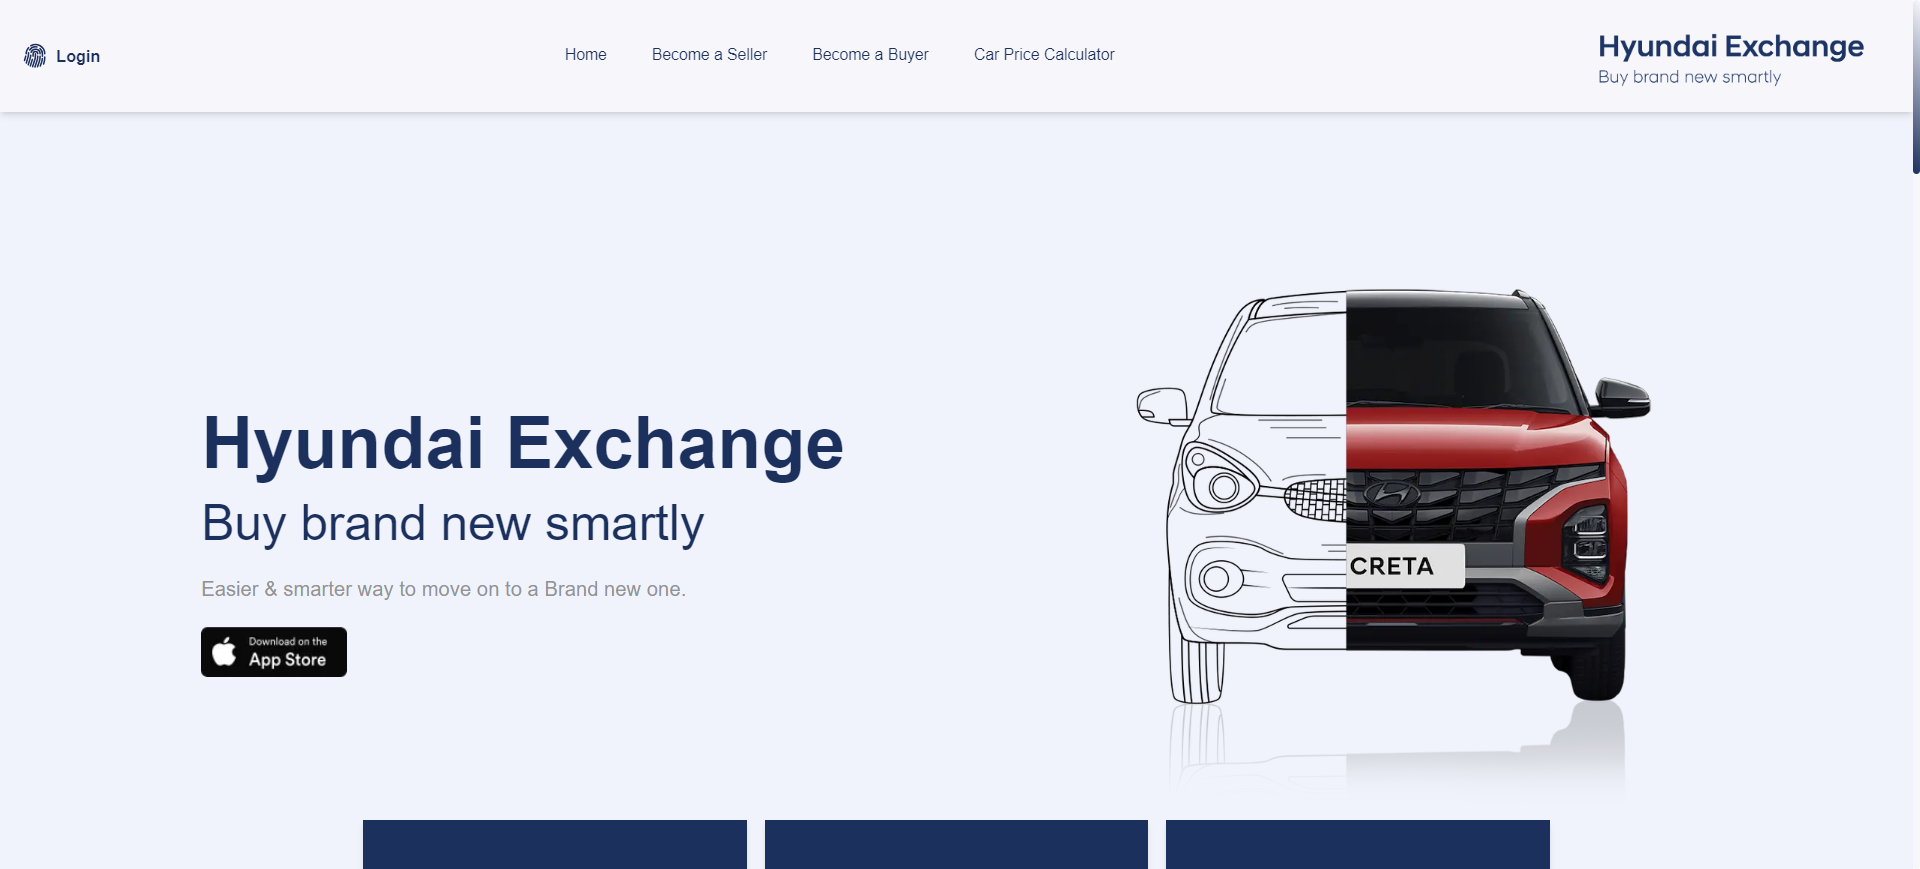 Login
Home
Become a Seller
Become a Buyer
Car Price Calculator
Hyundai Exchange
Buy brand new smartly
Hyundai Exchange
Buy brand new smartly
Easier & smarter way to move on to a Brand new one.
Download on the
App Store
CRETA